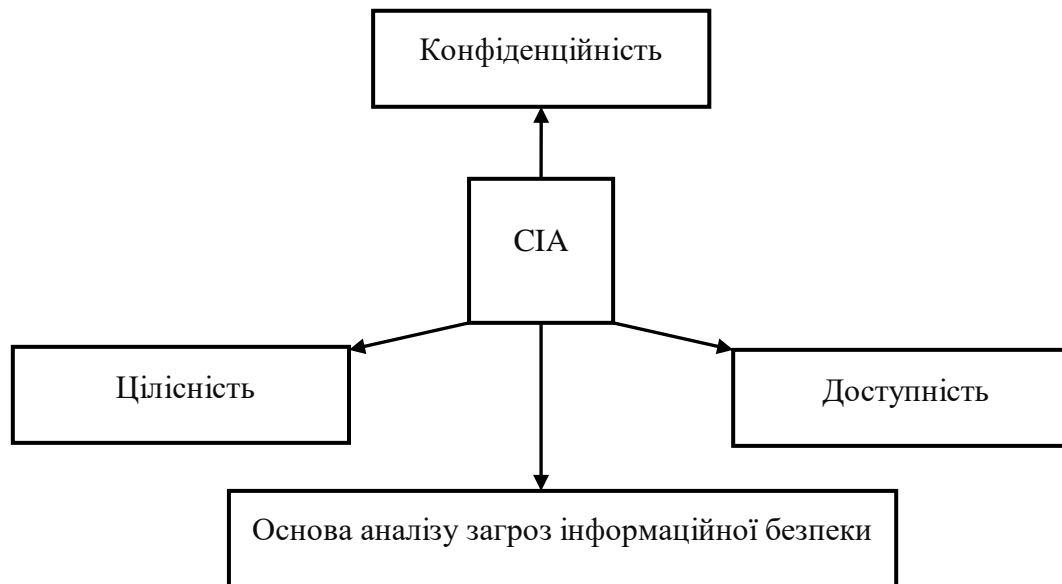 Конфіденційність
CIA
Цілісність
Доступність
Основа аналізу загроз інформаційної безпеки